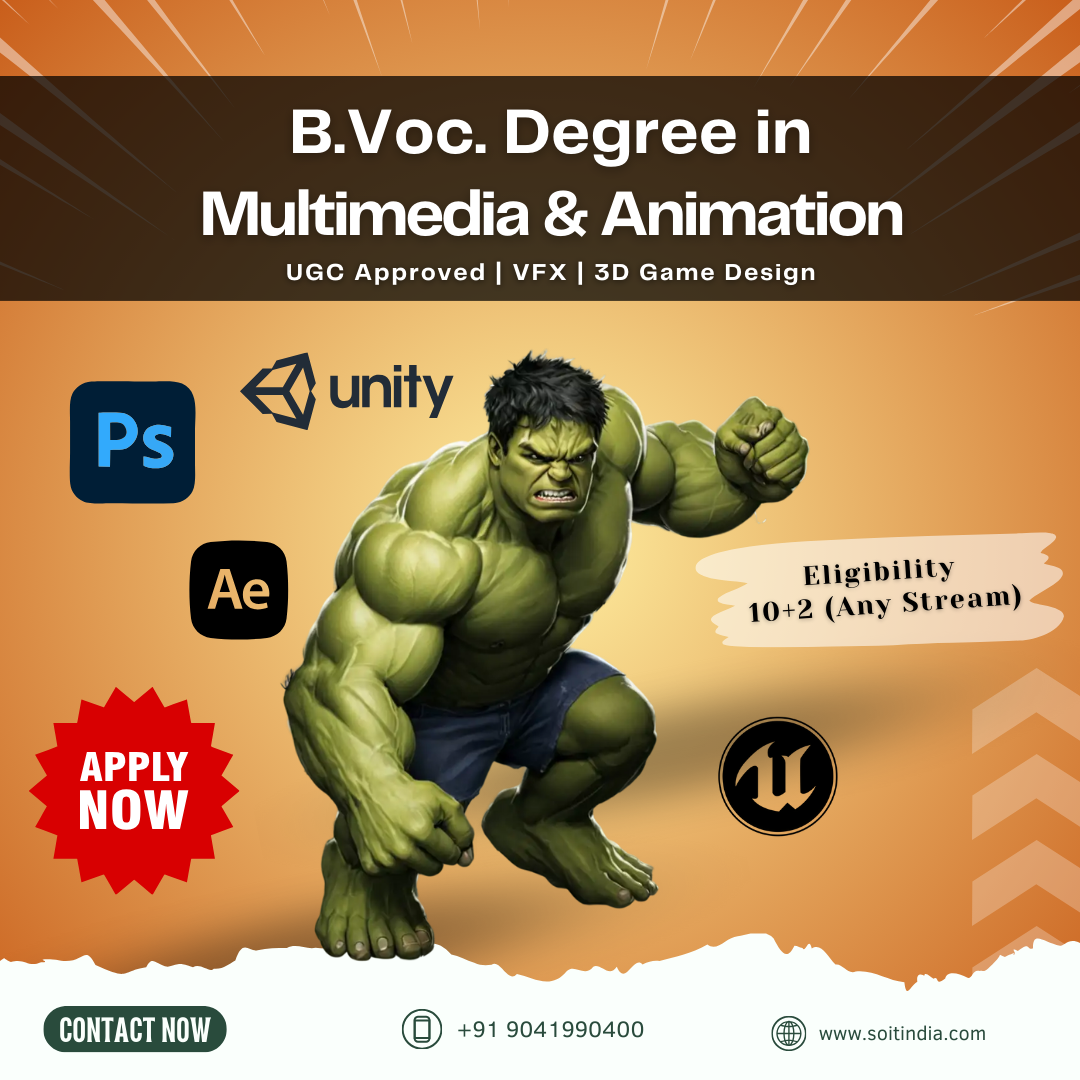 B.Voc. Degree in
Multimedia & Animation
UGC Approved | VFX | 3D Game Design
unity
Ps
Ae
Eligibility
10+2 (Any Stream)
APPLY
NOW
CONTACT NOW
+91 9041990400
www.soitindia.com